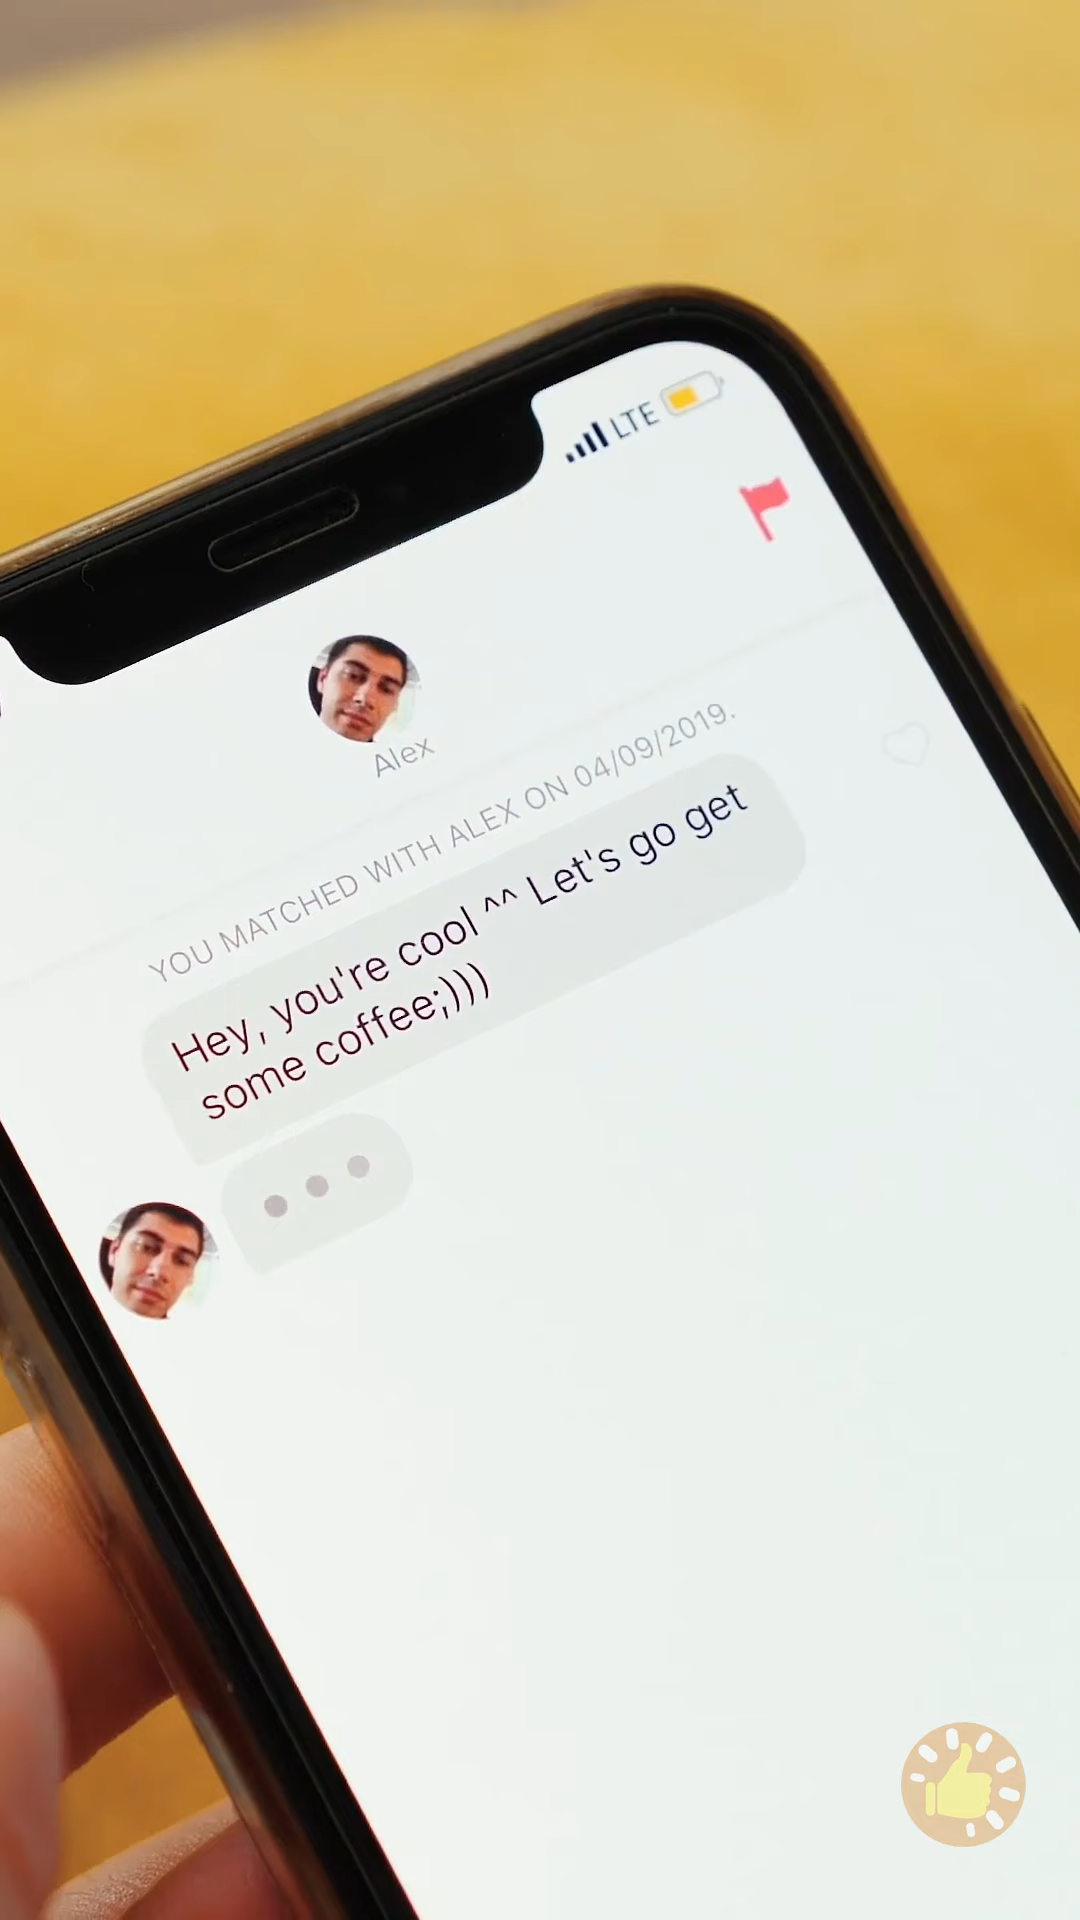 LTE
Alex
YOU MATCHED WITH ALEX ON 04/09/2019.
Hey, you're cool ^^ Let's go get
some coffee;)))